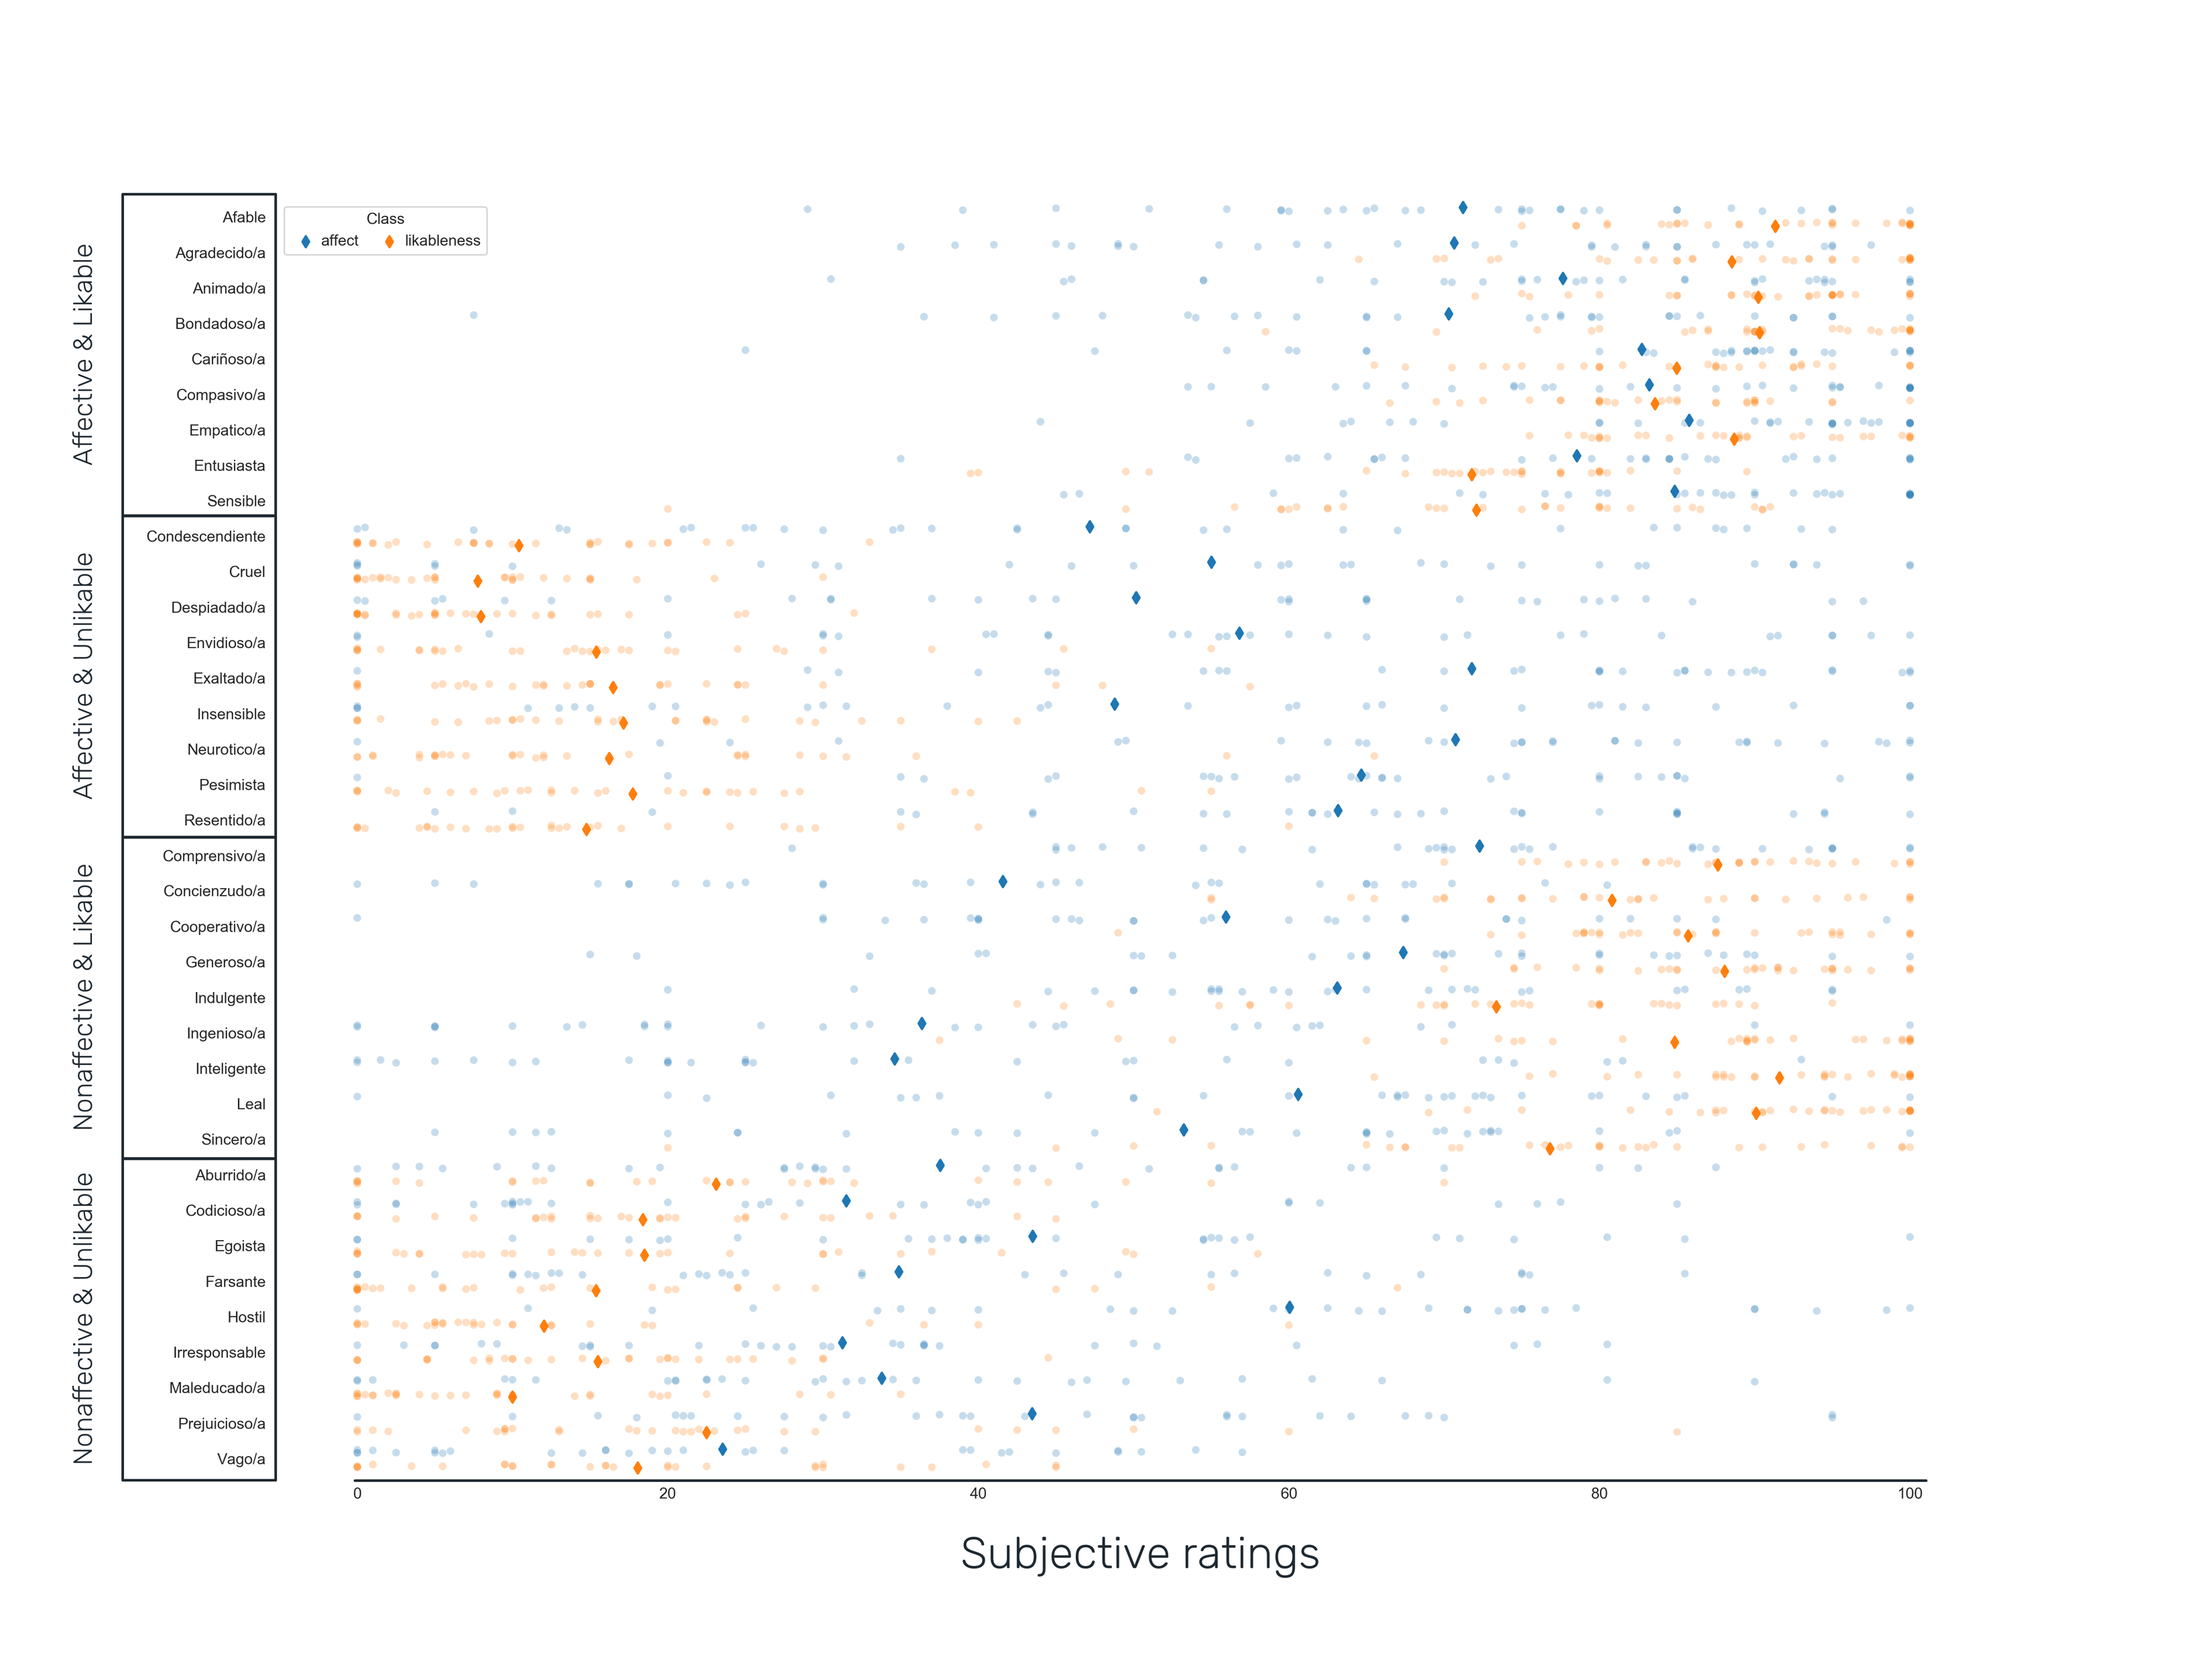 Affective & Likable
Afable
Agradecido/a
Animado/a
Bondadoso/a
Cariñoso/a
Compasivo/a
Empatico/a
Entusiasta
Sensible
Class
affect
likableness
Affective & Unlikable
Condescendiente
Cruel
Despiadado/a
Envidioso/a
Exaltado/a
Insensible
Neurotico/a
Pesimista
Resentido/a
Nonaffective & Likable
Comprensivo/a
Concienzudo/a
Cooperativo/a
Generoso/a
Indulgente
Ingenioso/a
Inteligente
Leal
Sincero/a
Nonaffective & Unlikable
Aburrido/a
Codicioso/a
Egoista
Farsante
Hostil
Irresponsable
Maleducado/a
Prejuicioso/a
Vago/a
0 20 40 60 80 100
Subjective ratings